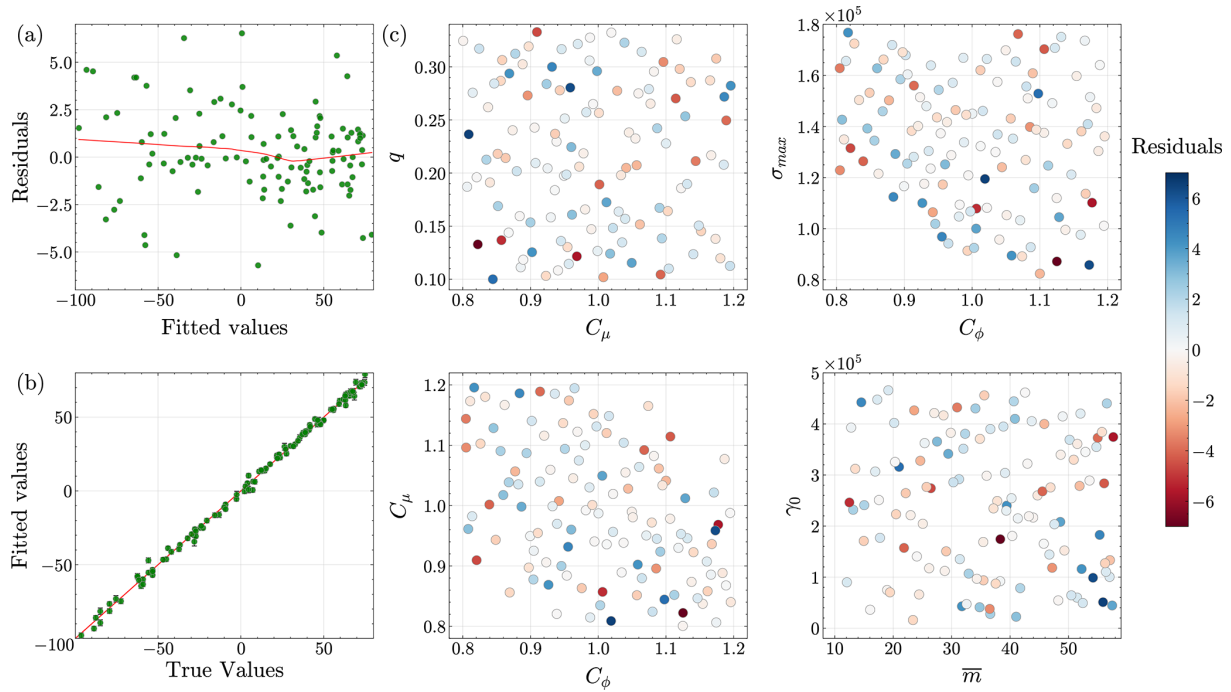 (a)
Residuals
5.0
2.5
0.0
−2.5
−5.0
−100 −50 0 50
Fitted values
(b)
Fitted values
50
0
−50
−100
−50 0 50
True Values
(c)
q
0.30
0.25
0.20
0.15
0.10
0.8 0.9 1.0 1.1 1.2
C_μ
×10⁵
σ_max
1.8
1.6
1.4
1.2
1.0
0.8
0.8 0.9 1.0 1.1 1.2
C_ϕ
C_μ
1.2
1.1
1.0
0.9
0.8
0.8 0.9 1.0 1.1 1.2
C_ϕ
×10⁵
γ₀
5
4
3
2
1
0
10 20 30 40 50
m̅
Residuals
6
4
2
0
−2
−4
−6